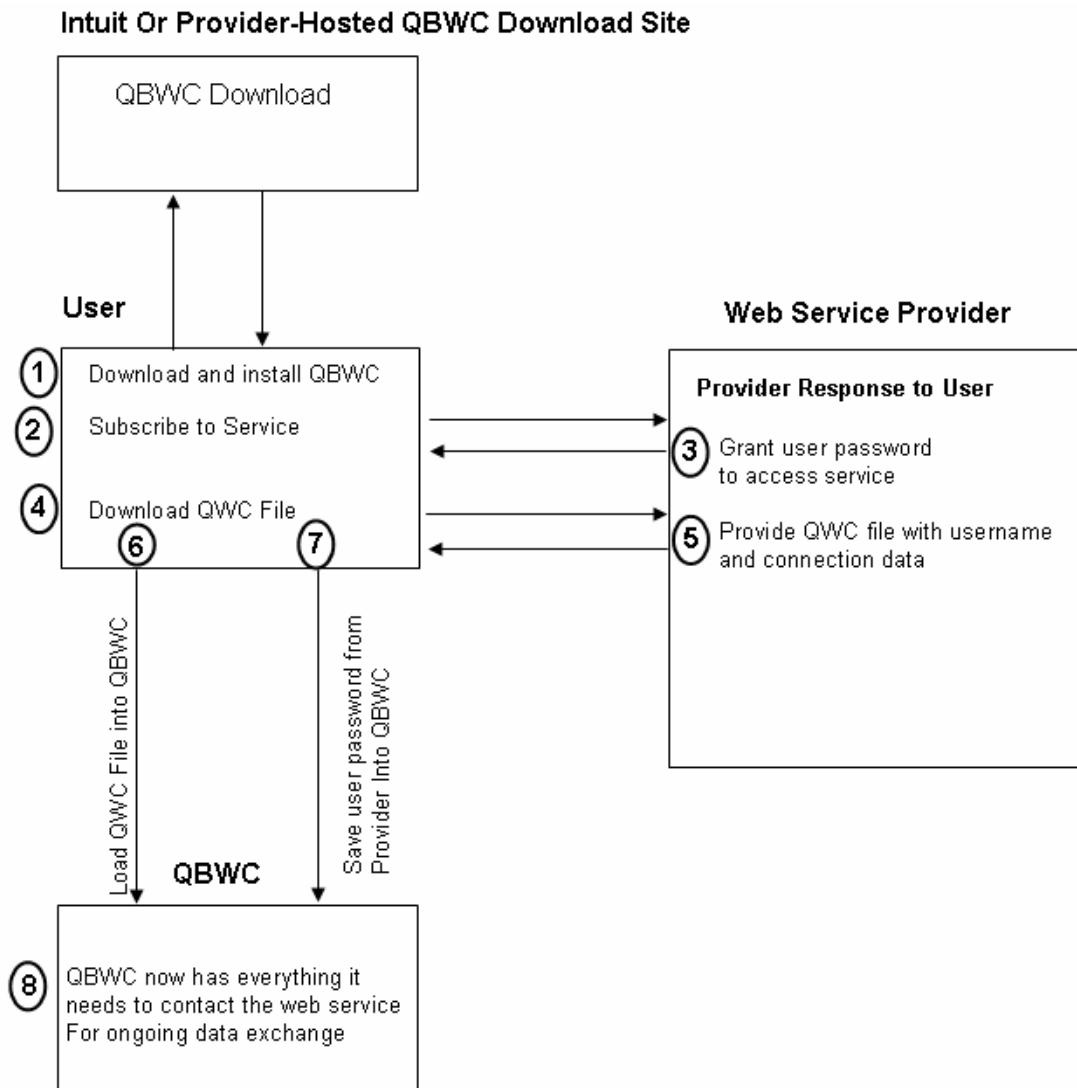 Intuit Or Provider-Hosted QBWC Download Site
QBWC Download
User
Web Service Provider
1 Download and install QBWC
2 Subscribe to Service
4 Download QWC File
6 7
Provider Response to User
3 Grant user password
to access service
5 Provide QWC file with username
and connection data
Load QWC File into QBWC
Save user password from
Provider Into QBWC
QBWC
8 QBWC now has everything it
needs to contact the web service
For ongoing data exchange